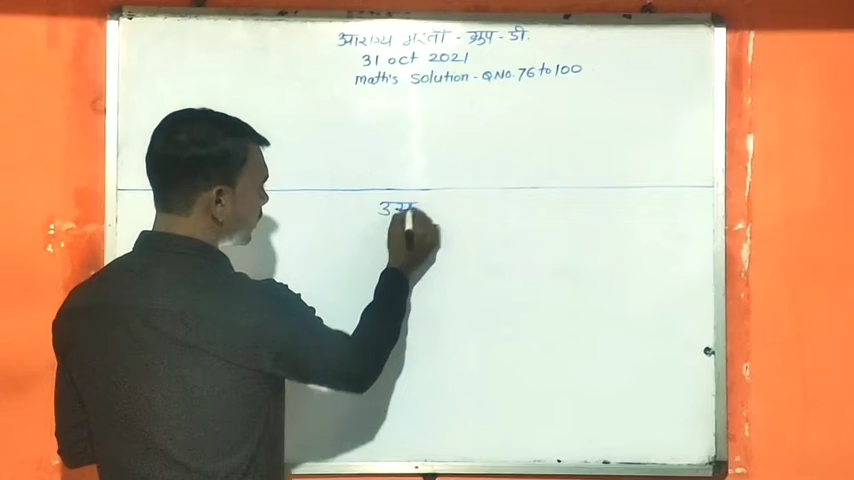 आरोग्य भरती - ग्रुप - डी.
31 oct 2021
math's Solution - QNO. 76 to 100